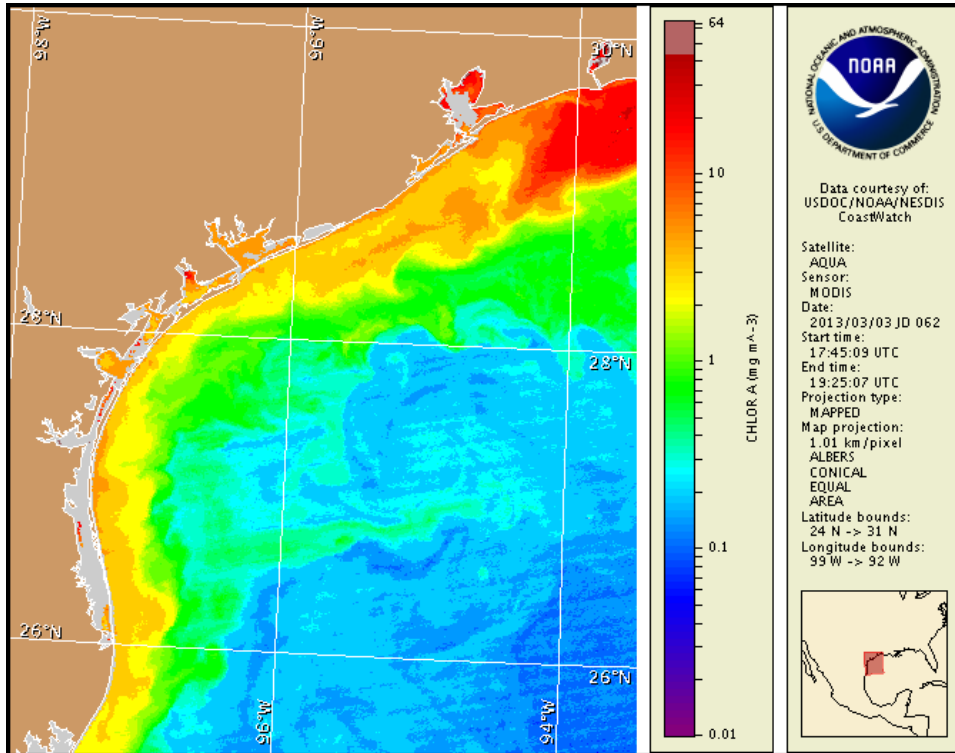 98°W
96°W
30°N
28°N
28°N
26°N
26°N
96°W
94°W
64
10
1
0.1
0.01
CHLOR A (mg m^-3)
NATIONAL OCEANIC AND ATMOSPHERIC ADMINISTRATION
NOAA
U.S. DEPARTMENT OF COMMERCE
Data courtesy of:
USDOC/NOAA/NESDIS
CoastWatch
Satellite:
AQUA
Sensor:
MODIS
Date:
2013/03/03 JD 062
Start time:
17:45:09 UTC
End time:
19:25:07 UTC
Projection type:
MAPPED
Map projection:
1.01 km/pixel
ALBERS
CONICAL
EQUAL
AREA
Latitude bounds:
24 N -> 31 N
Longitude bounds:
99 W -> 92 W